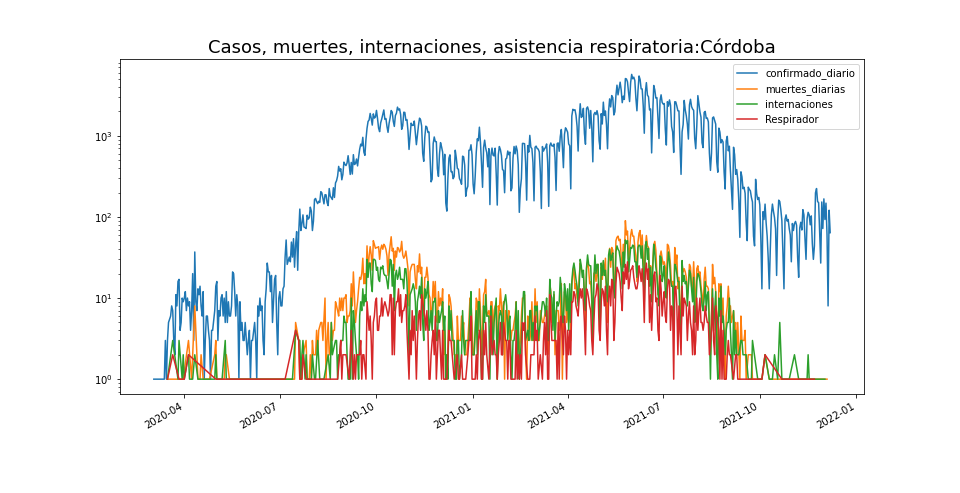 Casos, muertes, internaciones, asistencia respiratoria:Córdoba
confirmado_diario
muertes_diarias
internaciones
Respirador
10³
10²
10¹
10⁰
2020-04
2020-07
2020-10
2021-01
2021-04
2021-07
2021-10
2022-01